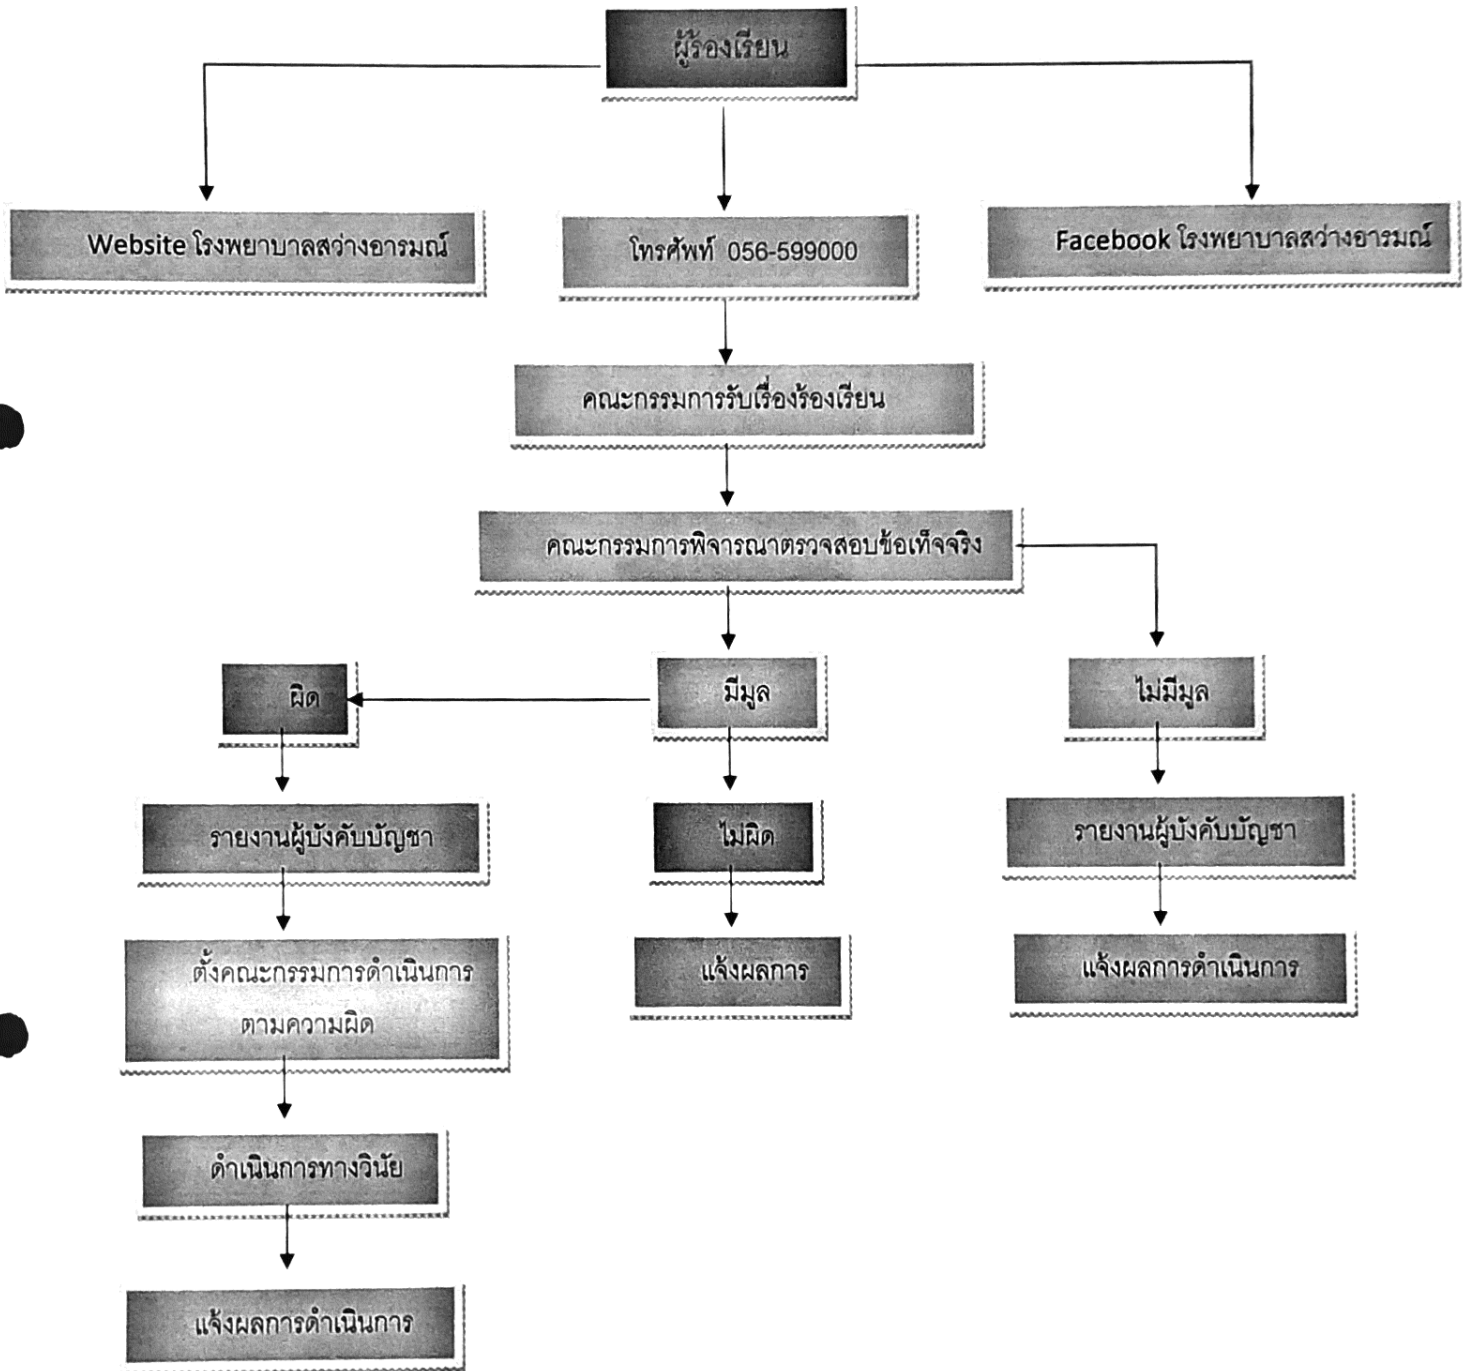 ผู้ร้องเรียน
Website โรงพยาบาลสว่างอารมณ์
โทรศัพท์ 056-599000
Facebook โรงพยาบาลสว่างอารมณ์
คณะกรรมการรับเรื่องร้องเรียน
คณะกรรมการพิจารณาตรวจสอบข้อเท็จจริง
ผิด
มีมูล
ไม่มีมูล
รายงานผู้บังคับบัญชา
ไม่ผิด
รายงานผู้บังคับบัญชา
ตั้งคณะกรรมการดำเนินการ
ตามความผิด
แจ้งผลการ
แจ้งผลการดำเนินการ
ดำเนินการทางวินัย
แจ้งผลการดำเนินการ